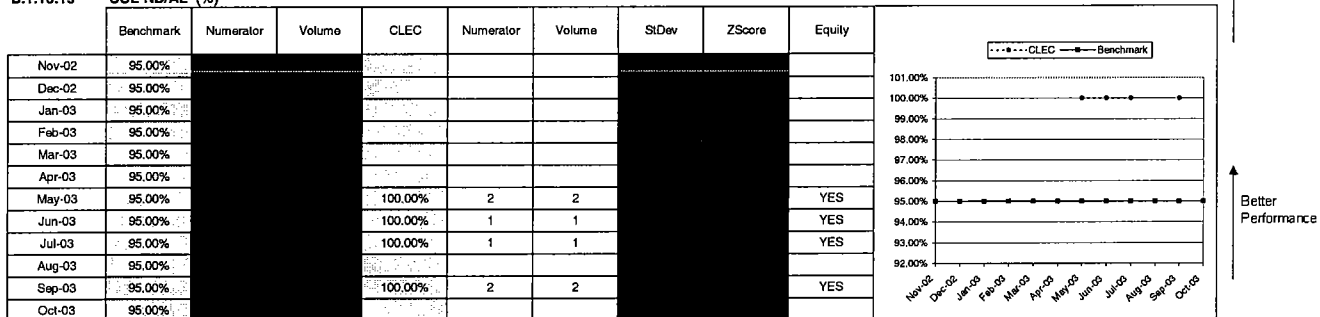 Benchmark Numerator Volume CLEC Numerator Volume StDev ZScore Equity
Nov-02 95.00%
Dec-02 95.00%
Jan-03 95.00%
Feb-03 95.00%
Mar-03 95.00%
Apr-03 95.00%
May-03 95.00% 100.00% 2 2 YES
Jun-03 95.00% 100.00% 1 1 YES
Jul-03 95.00% 100.00% 1 1 YES
Aug-03 95.00%
Sep-03 95.00% 100.00% 2 2 YES
Oct-03 95.00%
CLEC Benchmark
101.00%
100.00%
99.00%
98.00%
97.00%
96.00%
95.00%
94.00%
93.00%
92.00%
Nov-02 Dec-02 Jan-03 Feb-03 Mar-03 Apr-03 May-03 Jun-03 Jul-03 Aug-03 Sep-03 Oct-03
Better
Performance